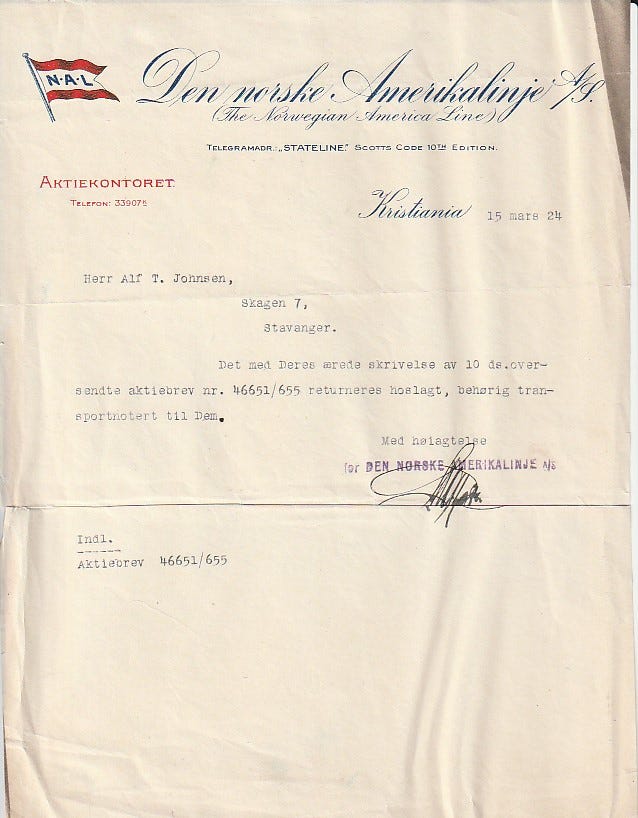 N·A·L
Den norske Amerikalinje A/S.
(The Norwegian America Line)
TELEGRAMADR.: „STATELINE." SCOTTS CODE 10TH EDITION.
AKTIEKONTORET.
TELEFON: 339075
Kristiania 15 mars 24
Herr Alf T. Johnsen,
Skagen 7,
Stavanger.
Det med Deres ærede skrivelse av 10 ds.over-
sendte aktiebrev nr. 46651/655 returneres hoslagt, behørig tran-
sportnotert til Dem.
Med høiagtelse
for DEN NORSKE AMERIKALINJE A/S
Indl.
------
Aktiebrev 46651/655